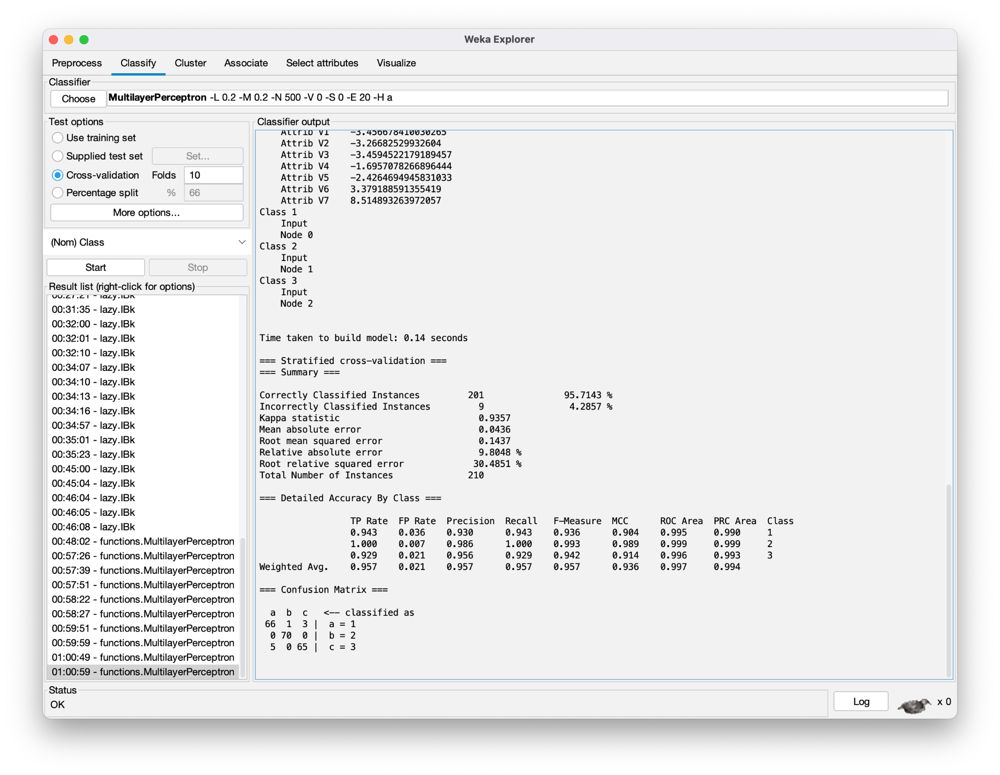 Weka Explorer
Preprocess Classify Cluster Associate Select attributes Visualize
Classifier
Choose MultilayerPerceptron -L 0.2 -M 0.2 -N 500 -V 0 -S 0 -E 20 -H a
Test options
Use training set
Supplied test set Set...
Cross-validation Folds 10
Percentage split % 66
More options...
(Nom) Class
Start Stop
Result list (right-click for options)
00:27:21 - lazy.IBk
00:31:35 - lazy.IBk
00:32:00 - lazy.IBk
00:32:01 - lazy.IBk
00:32:10 - lazy.IBk
00:34:07 - lazy.IBk
00:34:10 - lazy.IBk
00:34:13 - lazy.IBk
00:34:16 - lazy.IBk
00:34:57 - lazy.IBk
00:35:01 - lazy.IBk
00:35:23 - lazy.IBk
00:45:00 - lazy.IBk
00:45:04 - lazy.IBk
00:46:04 - lazy.IBk
00:46:05 - lazy.IBk
00:46:08 - lazy.IBk
00:48:02 - functions.MultilayerPerceptron
00:57:26 - functions.MultilayerPerceptron
00:57:39 - functions.MultilayerPerceptron
00:57:51 - functions.MultilayerPerceptron
00:58:22 - functions.MultilayerPerceptron
00:58:27 - functions.MultilayerPerceptron
00:59:51 - functions.MultilayerPerceptron
00:59:59 - functions.MultilayerPerceptron
01:00:49 - functions.MultilayerPerceptron
01:00:59 - functions.MultilayerPerceptron
Classifier output
Attrib V1 -3.456678410030265
Attrib V2 -3.26682529932604
Attrib V3 -3.4594522179189457
Attrib V4 -1.6957078266896444
Attrib V5 -2.4264694945831033
Attrib V6 3.379188591355419
Attrib V7 8.514893263972057
Class 1
Input
Node 0
Class 2
Input
Node 1
Class 3
Input
Node 2
Time taken to build model: 0.14 seconds
=== Stratified cross-validation ===
=== Summary ===
Correctly Classified Instances 201 95.7143 %
Incorrectly Classified Instances 9 4.2857 %
Kappa statistic 0.9357
Mean absolute error 0.0436
Root mean squared error 0.1437
Relative absolute error 9.8048 %
Root relative squared error 30.4851 %
Total Number of Instances 210
=== Detailed Accuracy By Class ===
TP Rate FP Rate Precision Recall F-Measure MCC ROC Area PRC Area Class
0.943 0.036 0.930 0.943 0.936 0.904 0.995 0.990 1
1.000 0.007 0.986 1.000 0.993 0.989 0.999 0.999 2
0.929 0.021 0.956 0.929 0.942 0.914 0.996 0.993 3
Weighted Avg. 0.957 0.021 0.957 0.957 0.957 0.936 0.997 0.994
=== Confusion Matrix ===
a b c <-- classified as
66 1 3 | a = 1
0 70 0 | b = 2
5 0 65 | c = 3
Status
OK
Log x 0